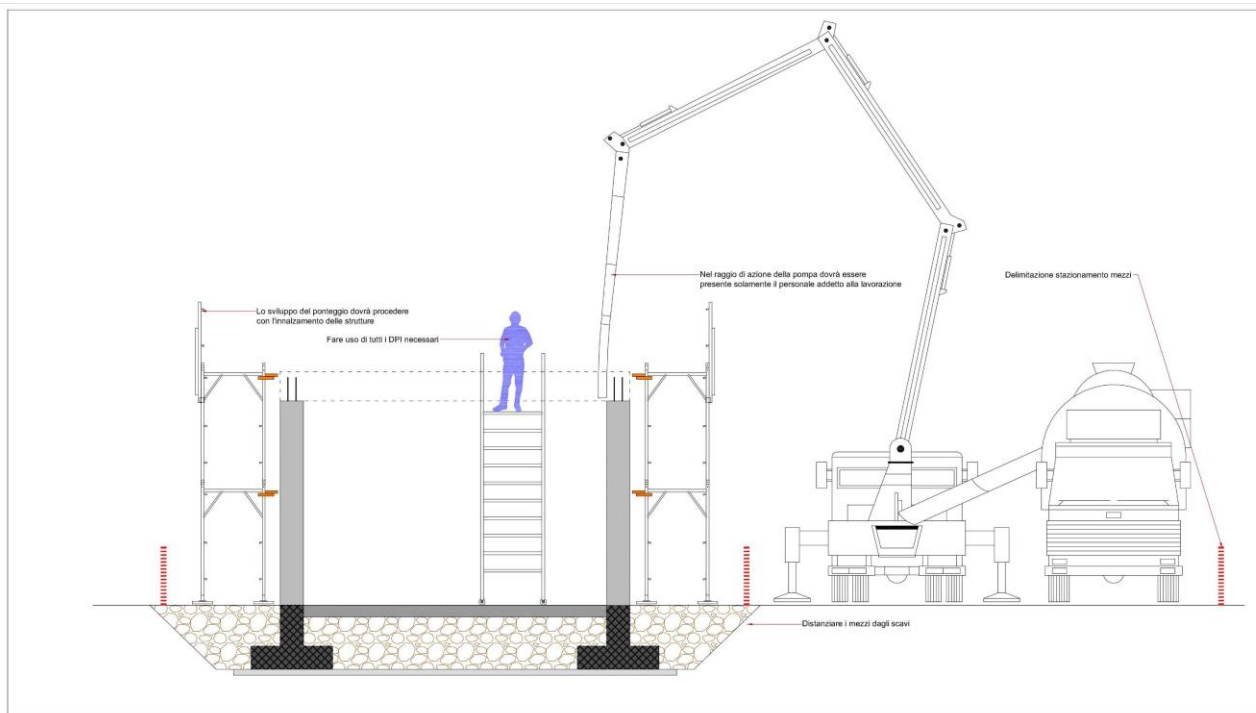 Nel raggio di azione della pompa dovrà essere
presente solamente il personale addetto alla lavorazione
Delimitazione stazionamento mezzi
Lo sviluppo del ponteggio dovrà procedere
con l'innalzamento delle strutture
Fare uso di tutti i DPI necessari
Distanziare i mezzi dagli scavi